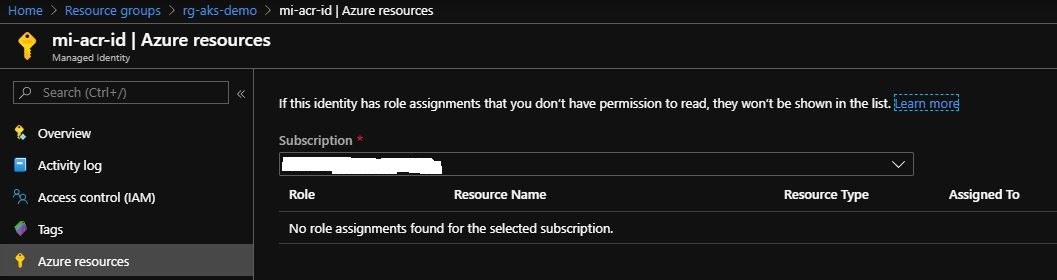 Home > Resource groups > rg-aks-demo > mi-acr-id | Azure resources
mi-acr-id | Azure resources
Managed Identity
Search (Ctrl+/)
«
Overview
Activity log
Access control (IAM)
Tags
Azure resources
If this identity has role assignments that you don't have permission to read, they won't be shown in the list. Learn more
Subscription *
Role Resource Name Resource Type Assigned To
No role assignments found for the selected subscription.